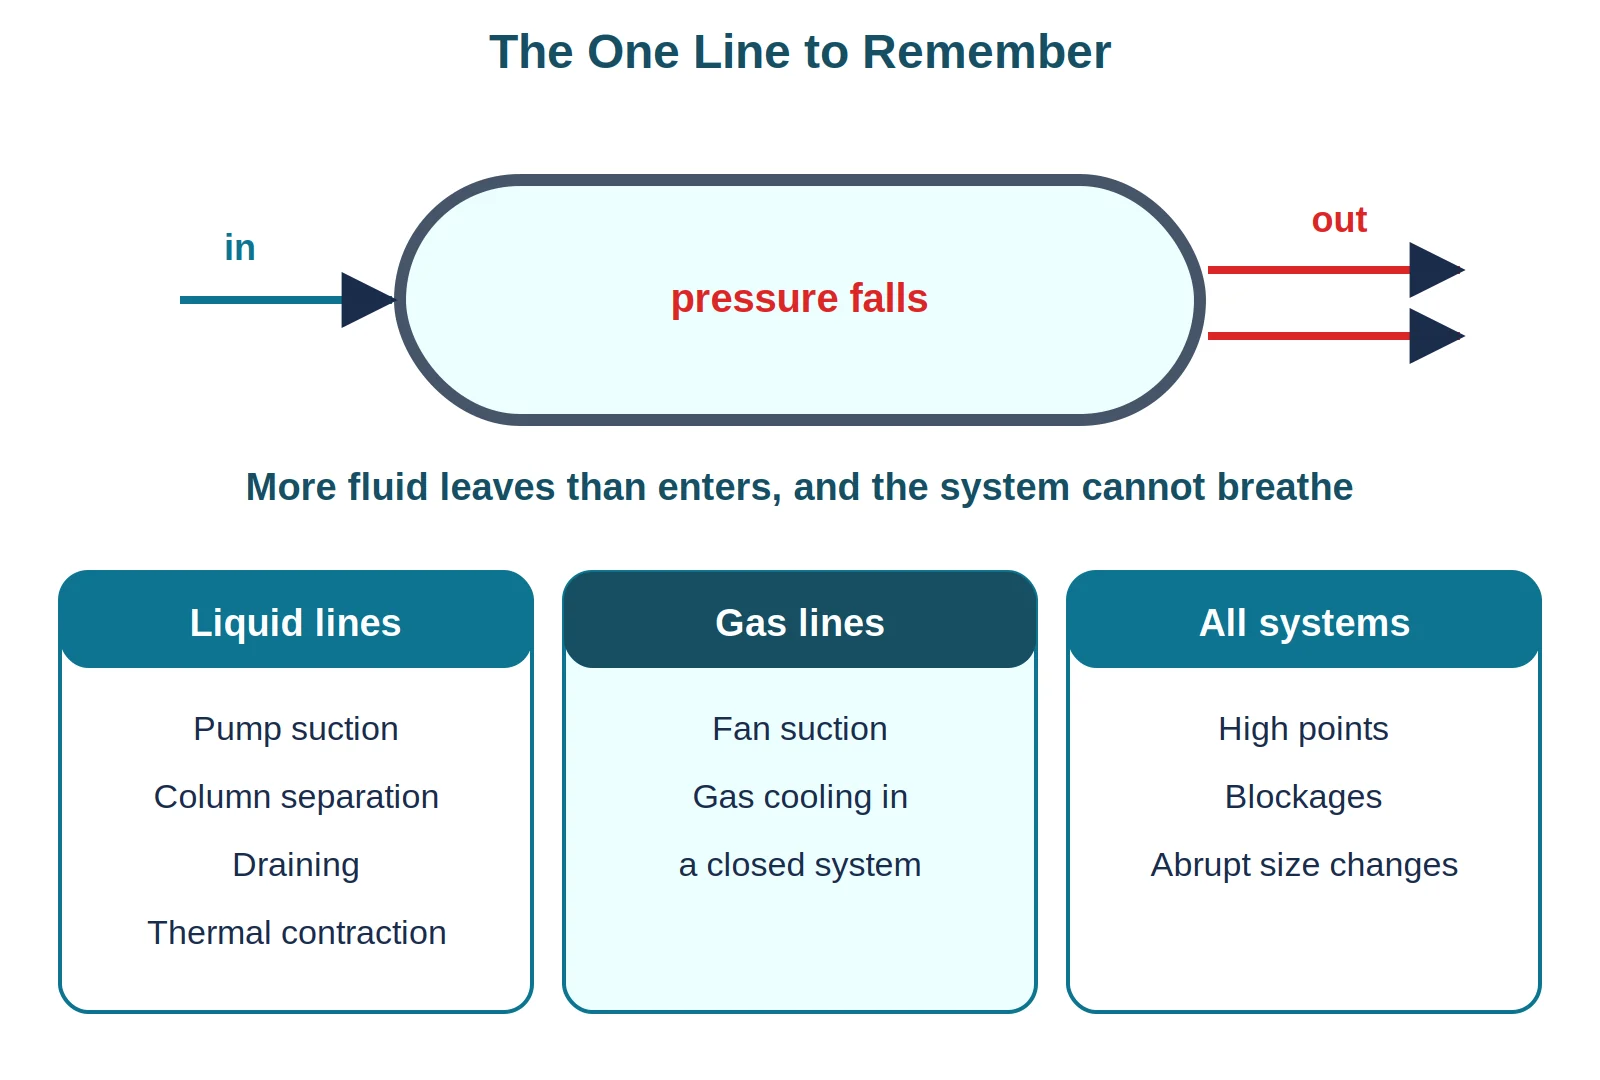 The One Line to Remember
in
out
pressure falls
More fluid leaves than enters, and the system cannot breathe
Liquid lines
Pump suction
Column separation
Draining
Thermal contraction
Gas lines
Fan suction
Gas cooling in
a closed system
All systems
High points
Blockages
Abrupt size changes